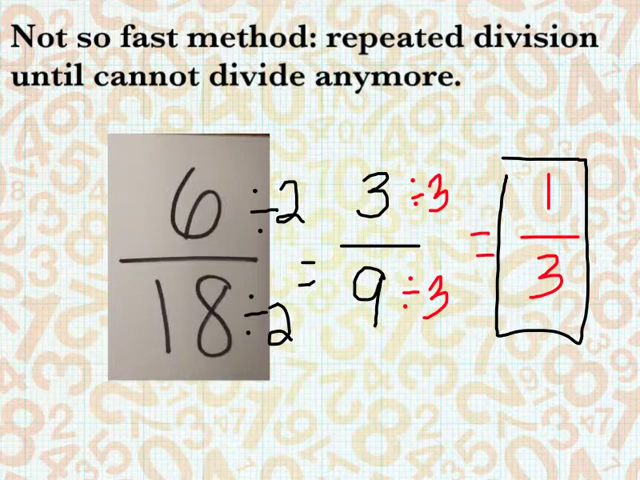 Not so fast method: repeated division
until cannot divide anymore.
6 ÷2 3 ÷3 1
18 ÷2 = 9 ÷3 = 3